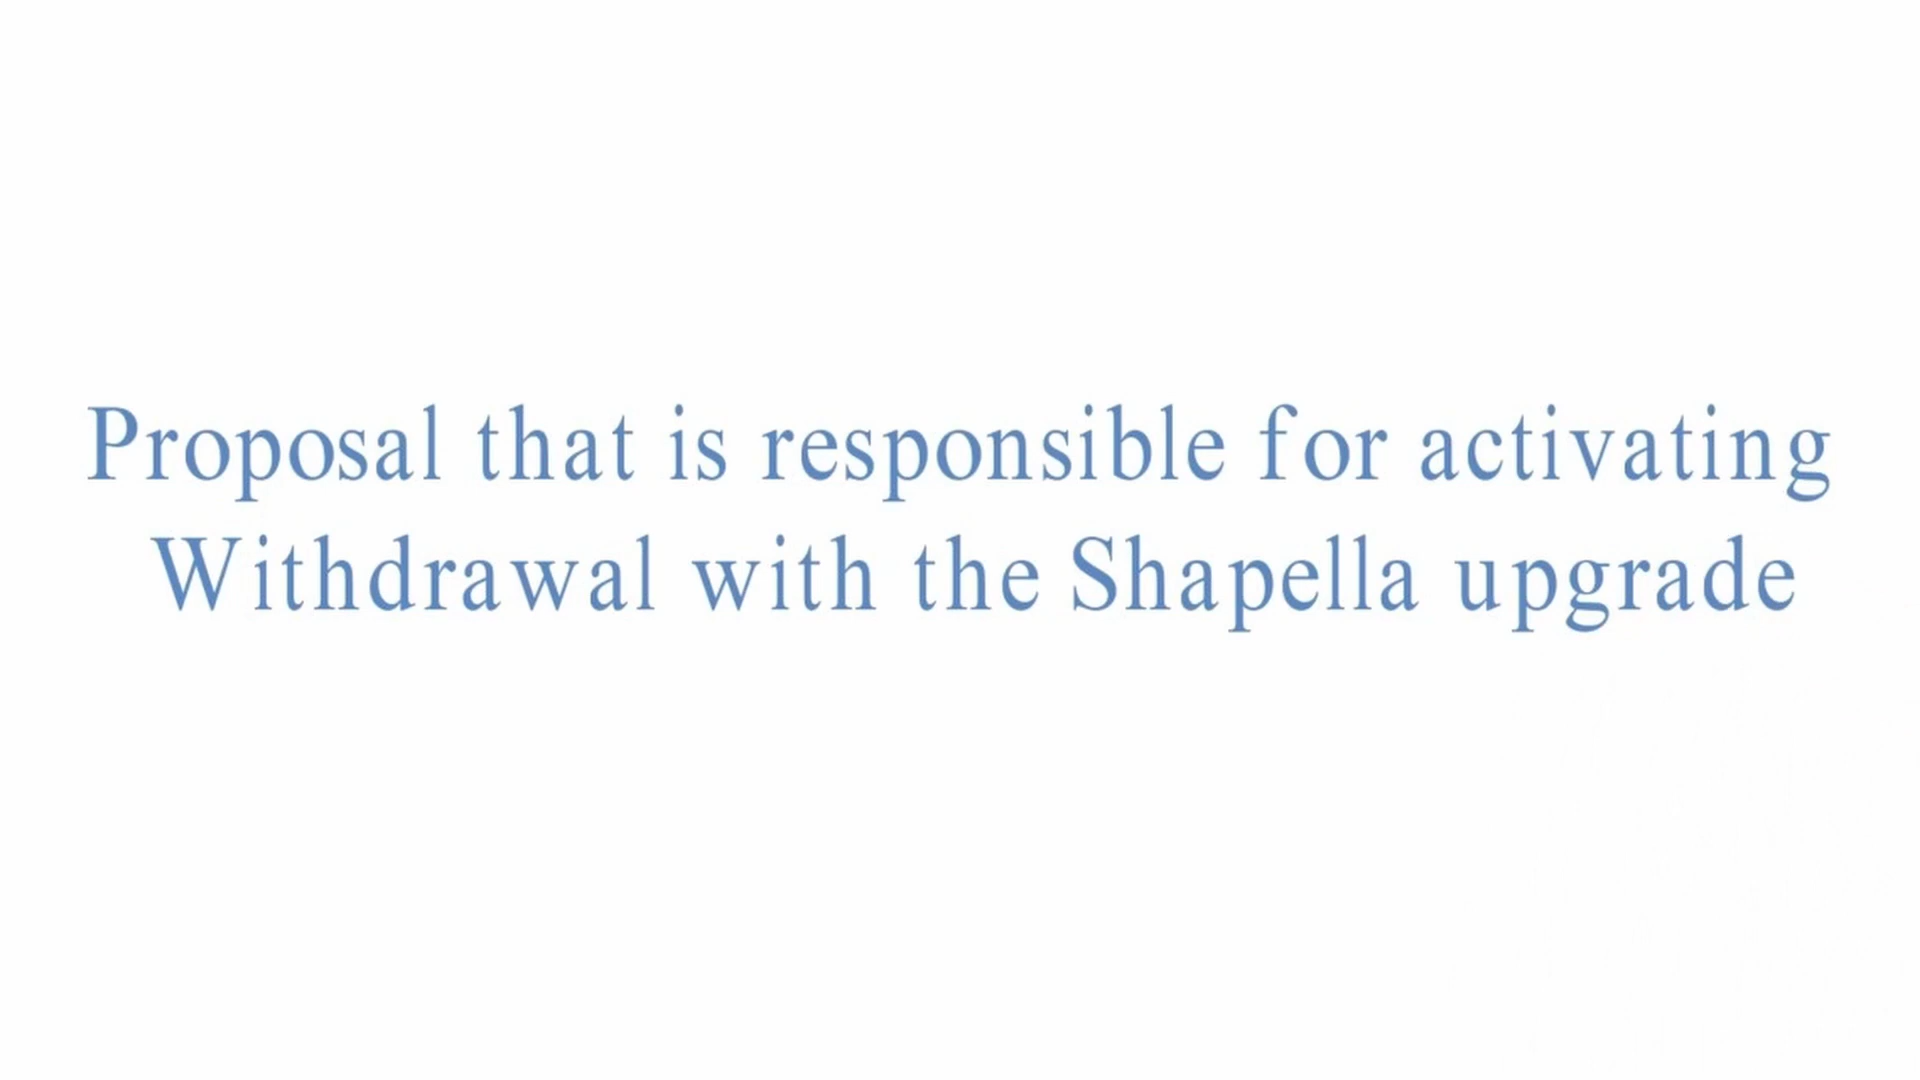 Proposal that is responsible for activating
Withdrawal with the Shapella upgrade